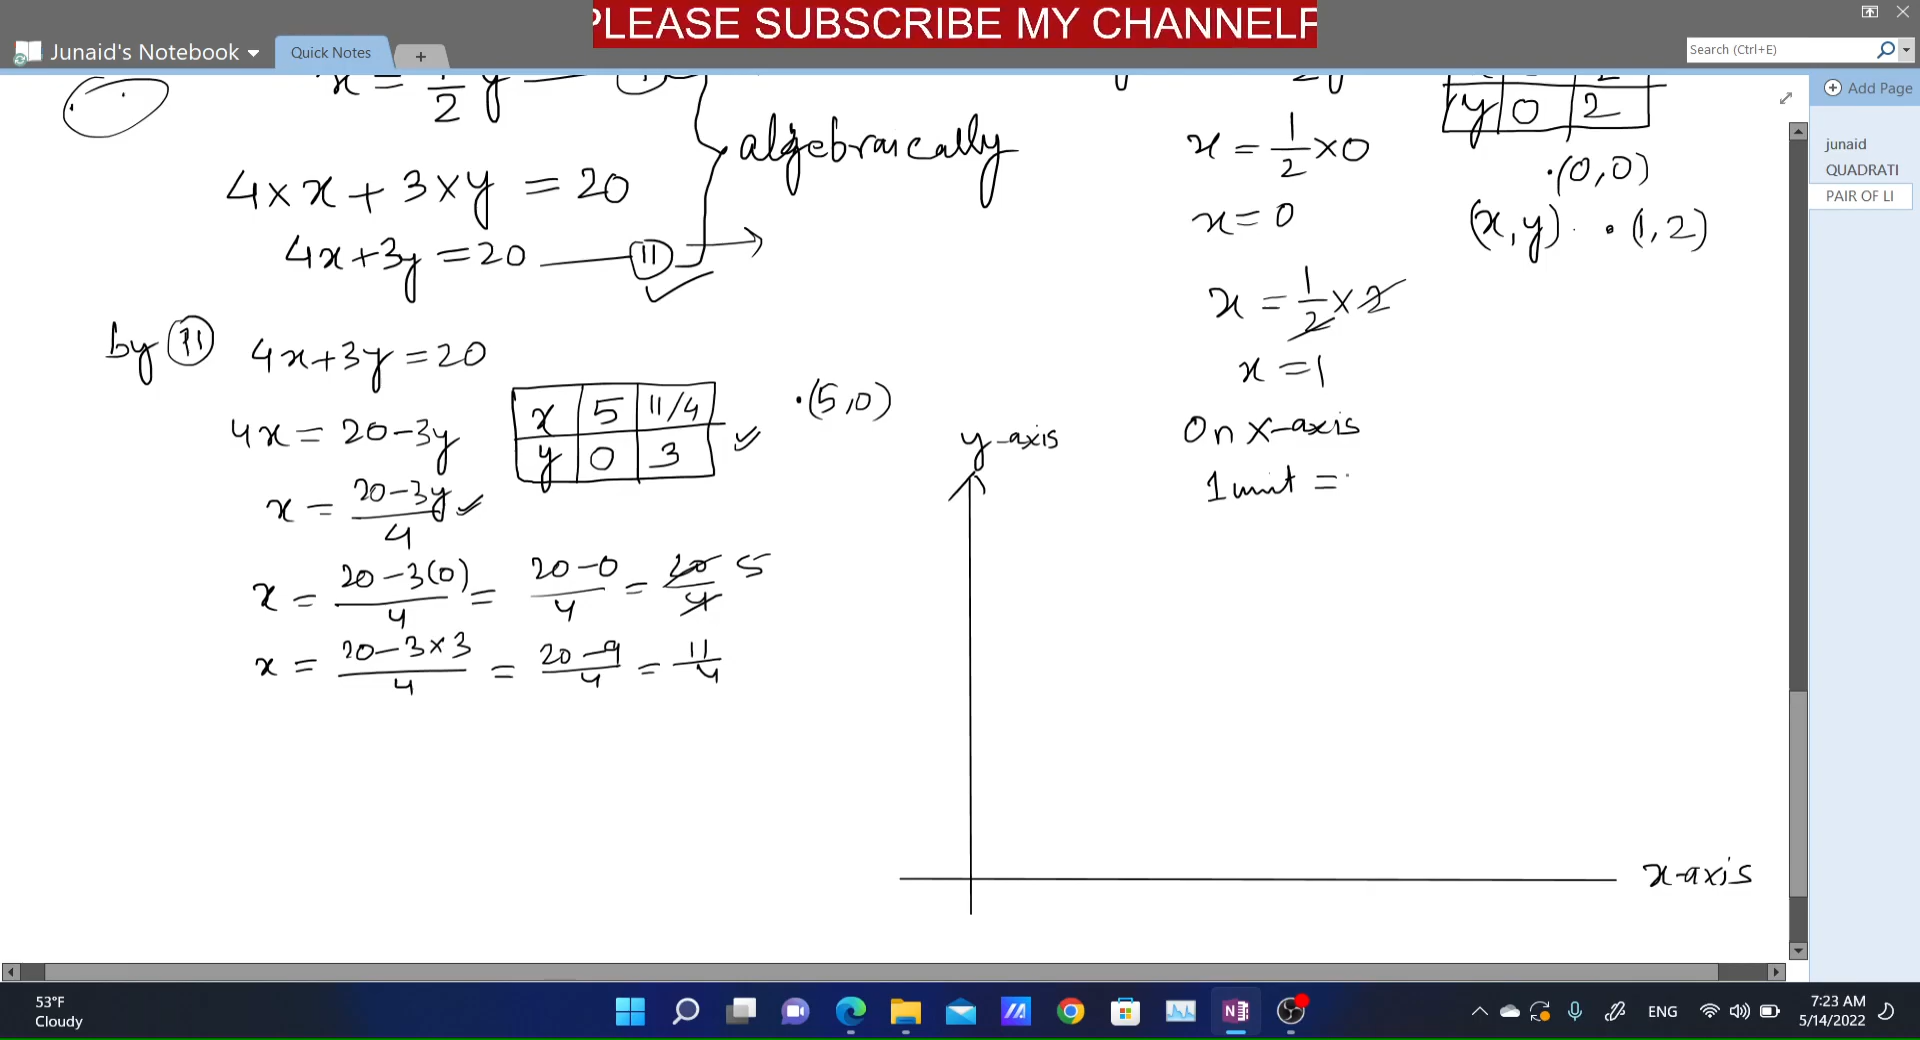 PLEASE SUBSCRIBE MY CHANNEL
Junaid's Notebook
Quick Notes
+
Search (Ctrl+E)
Add Page
junaid
QUADRATI
PAIR OF LI
x = 1/2 y
4 × x + 3 × y = 20
4x + 3y = 20 —— (II)
algebraically
by (II) 4x + 3y = 20
4x = 20 - 3y
x = (20 - 3y)/4
x = (20 - 3(0))/4 = (20 - 0)/4 = 20/4 5
x = (20 - 3 × 3)/4 = (20 - 9)/4 = 11/4
x 5 11/4
y 0 3
·(5,0)
y 0 2
x = 1/2 × 0
x = 0
·(0,0)
(x,y) · (1,2)
x = 1/2 × 2
x = 1
On X-axis
1 unit =
y-axis
x-axis
53°F
Cloudy
ENG
7:23 AM
5/14/2022